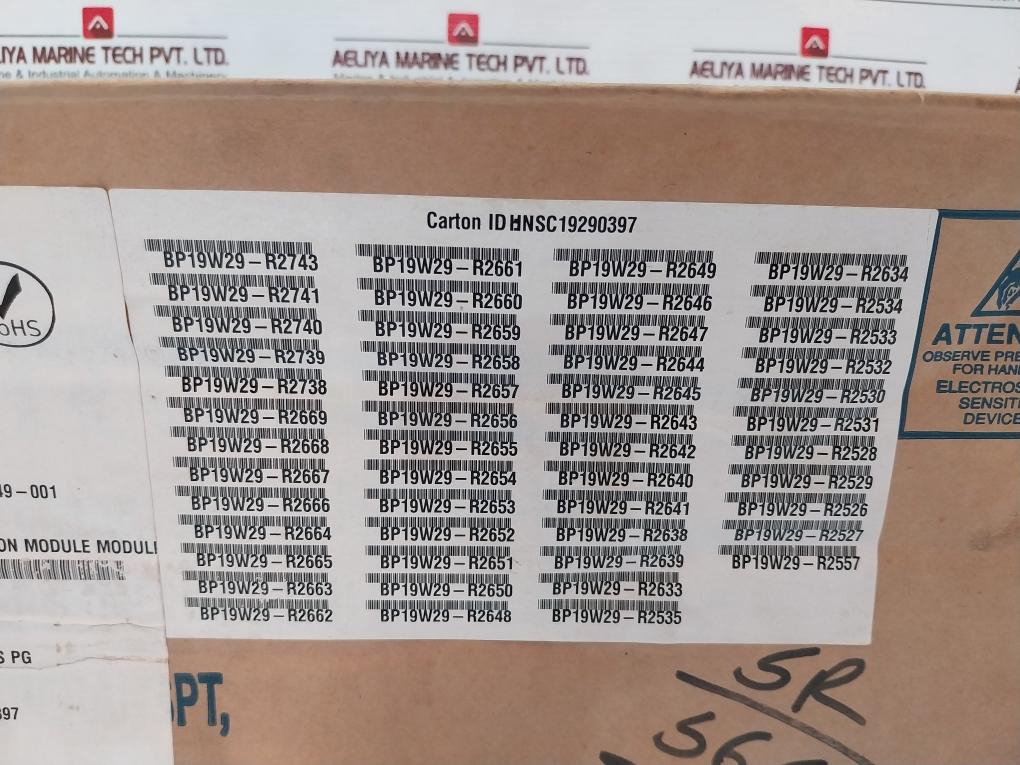 AELIYA MARINE TECH PVT. LTD.
AELIYA MARINE TECH PVT. LTD.
AELIYA MARINE TECH PVT. LTD.
Carton ID HNSC19290397
BP19W29-R2743
BP19W29-R2741
BP19W29-R2740
BP19W29-R2739
BP19W29-R2738
BP19W29-R2669
BP19W29-R2668
BP19W29-R2667
BP19W29-R2666
BP19W29-R2664
BP19W29-R2665
BP19W29-R2663
BP19W29-R2662
BP19W29-R2661
BP19W29-R2660
BP19W29-R2659
BP19W29-R2658
BP19W29-R2657
BP19W29-R2656
BP19W29-R2655
BP19W29-R2654
BP19W29-R2653
BP19W29-R2652
BP19W29-R2651
BP19W29-R2650
BP19W29-R2648
BP19W29-R2649
BP19W29-R2646
BP19W29-R2647
BP19W29-R2644
BP19W29-R2645
BP19W29-R2643
BP19W29-R2642
BP19W29-R2640
BP19W29-R2641
BP19W29-R2638
BP19W29-R2639
BP19W29-R2633
BP19W29-R2535
BP19W29-R2634
BP19W29-R2534
BP19W29-R2533
BP19W29-R2532
BP19W29-R2530
BP19W29-R2531
BP19W29-R2528
BP19W29-R2529
BP19W29-R2526
BP19W29-R2527
BP19W29-R2557
oHS
49-001
ON MODULE MODUL
S PG
397
PT,
ATTEN
OBSERVE PRE
FOR HAN
ELECTROS
SENSIT
DEVICE
SR
56